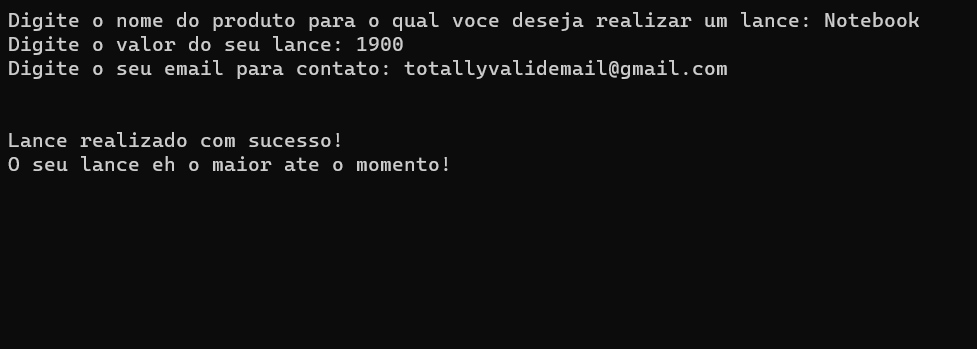 Digite o nome do produto para o qual voce deseja realizar um lance: Notebook
Digite o valor do seu lance: 1900
Digite o seu email para contato: totallyvalidemail@gmail.com
Lance realizado com sucesso!
O seu lance eh o maior ate o momento!